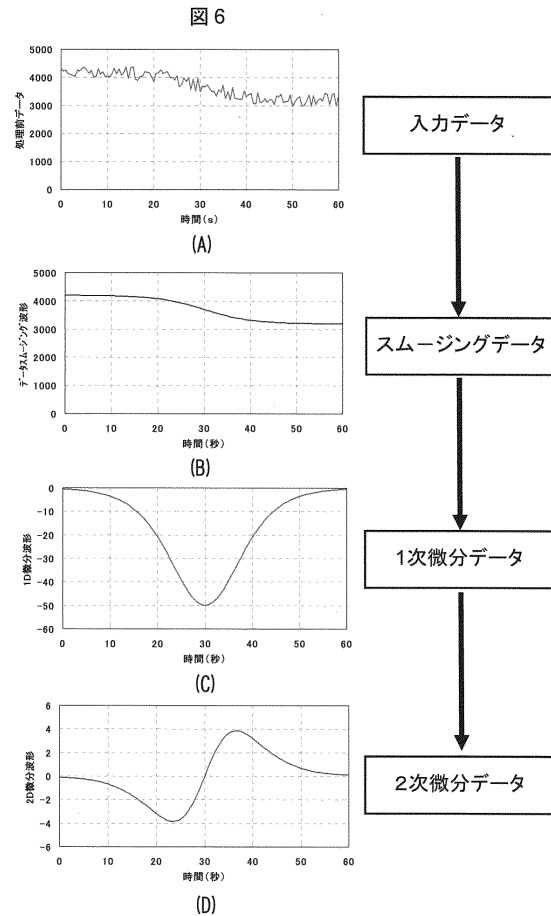 図6
5000
4000
3000
2000
1000
0
処理前データ
0 10 20 30 40 50 60
時間(s)
(A)
入力データ
5000
4000
3000
2000
1000
0
データスムージング波形
0 10 20 30 40 50 60
時間(秒)
(B)
スムージングデータ
0
-10
-20
-30
-40
-50
-60
1D微分波形
0 10 20 30 40 50 60
時間(秒)
(C)
1次微分データ
6
4
2
0
-2
-4
-6
2D微分波形
0 10 20 30 40 50 60
時間(秒)
(D)
2次微分データ